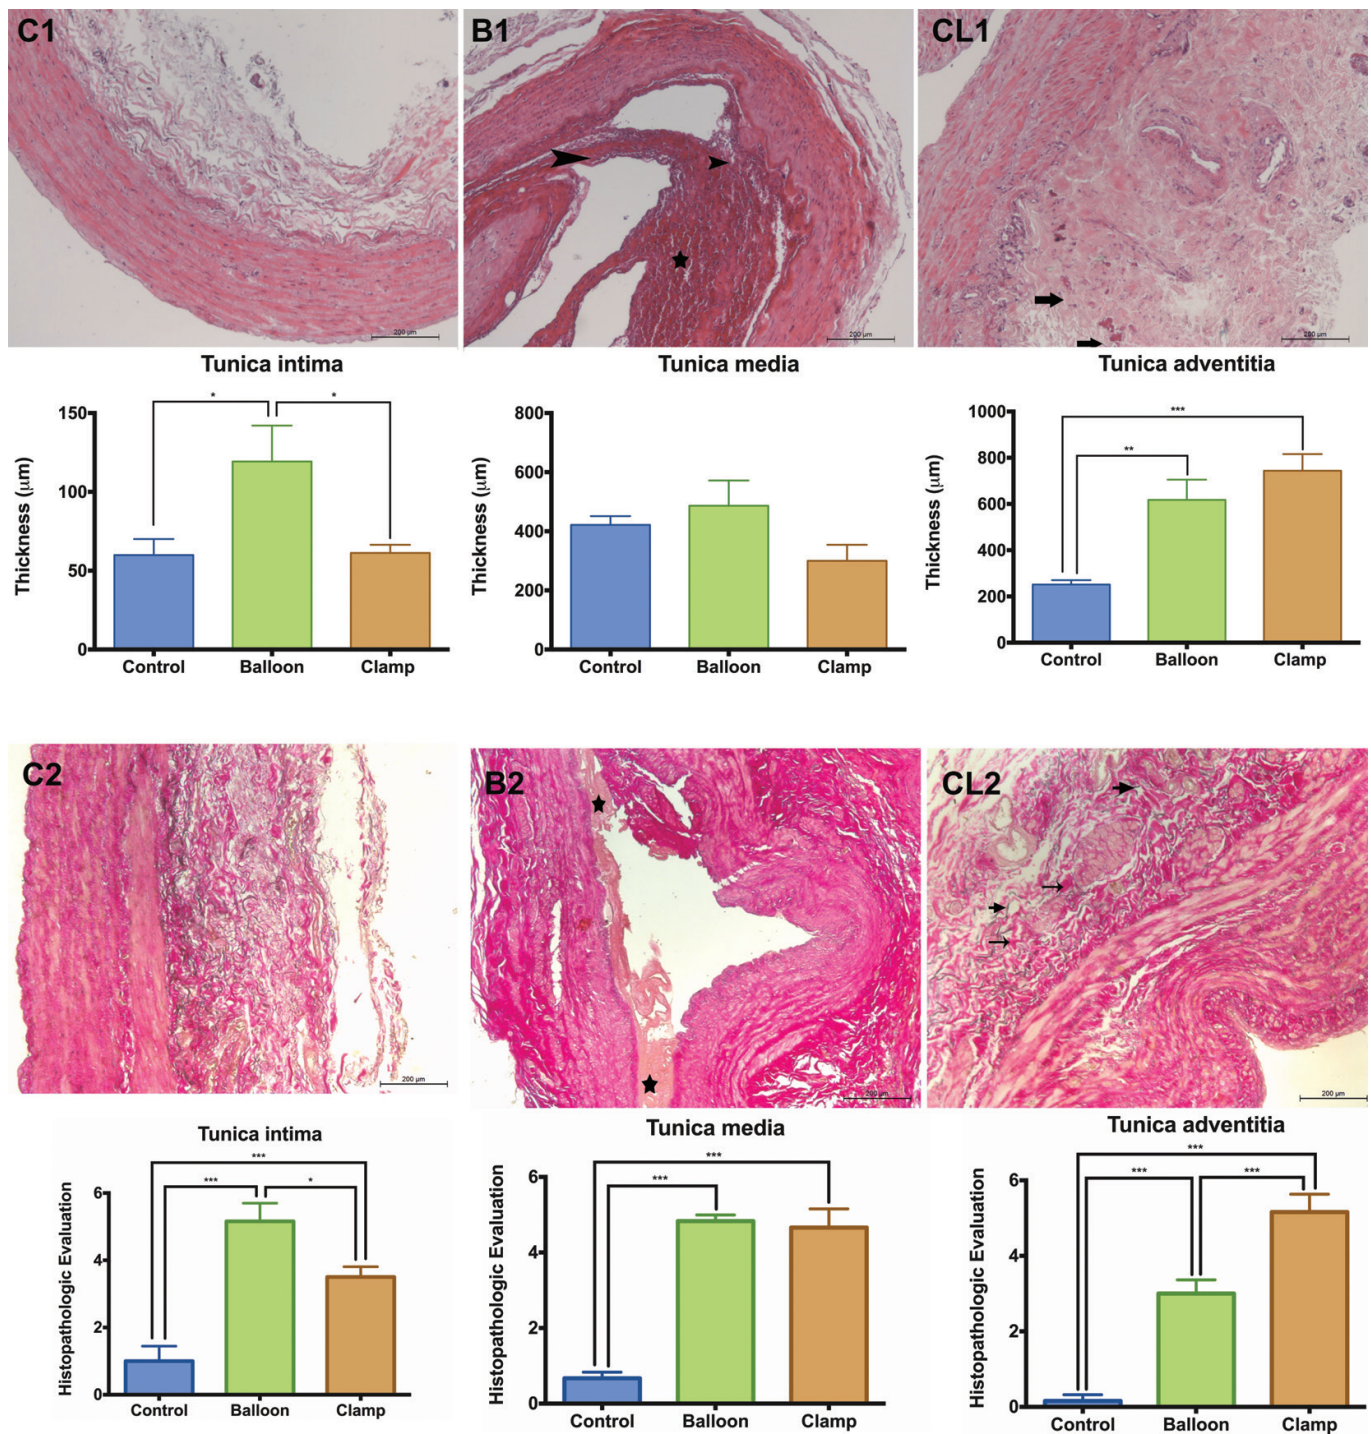 C1
B1
CL1
200 µm
200 µm
200 µm
Tunica intima
Tunica media
Tunica adventitia
Thickness (µm)
150
100
50
0
*
*
Control Balloon Clamp
Thickness (µm)
800
600
400
200
0
Control Balloon Clamp
Thickness (µm)
1000
800
600
400
200
0
***
**
Control Balloon Clamp
C2
B2
CL2
200 µm
200 µm
200 µm
Tunica intima
Tunica media
Tunica adventitia
Histopathologic Evaluation
6
4
2
0
***
***
*
Control Balloon Clamp
Histopathologic Evaluation
6
4
2
0
***
***
Control Balloon Clamp
Histopathologic Evaluation
6
4
2
0
***
***
***
Control Balloon Clamp